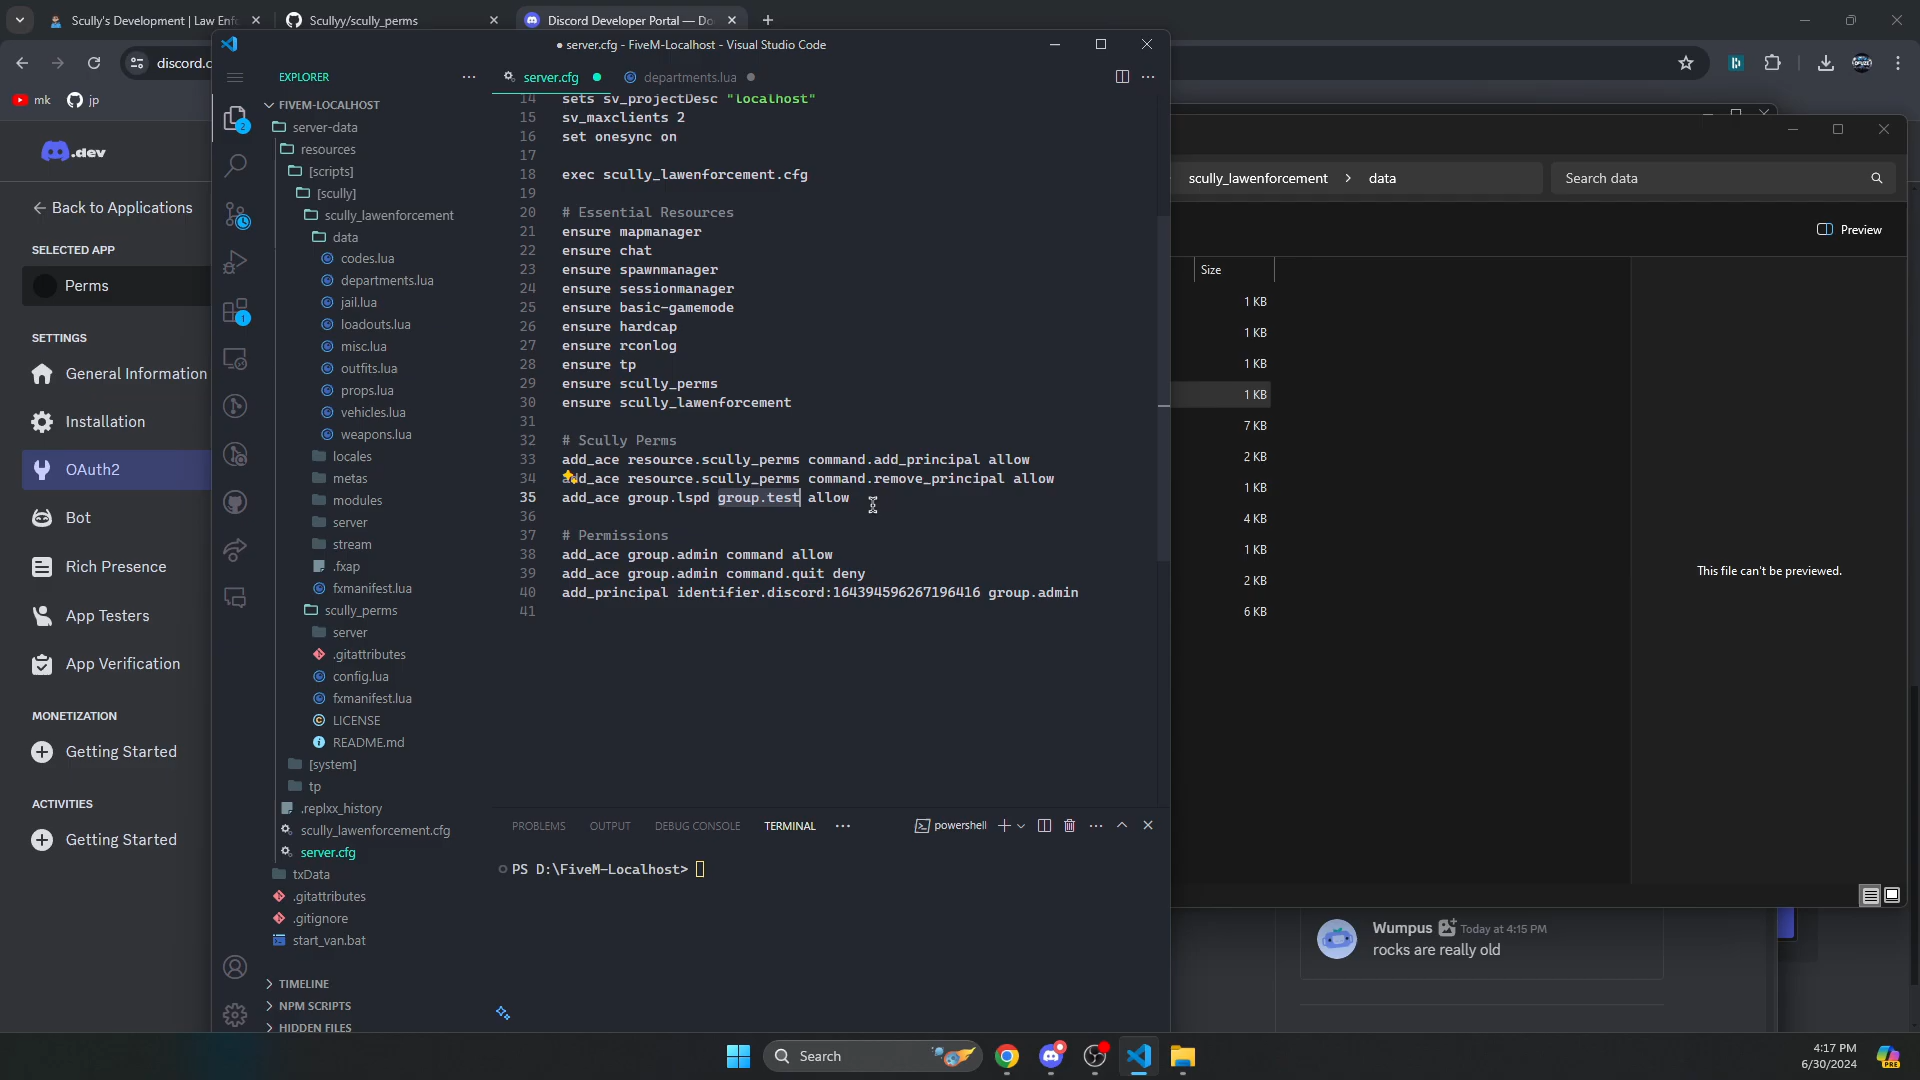 Scully's Development | Law Enf
Scullyy/scully_perms
Discord Developer Portal — Do
discord.c
mk
jp
.dev
Back to Applications
SELECTED APP
Perms
SETTINGS
General Information
Installation
OAuth2
Bot
Rich Presence
App Testers
App Verification
MONETIZATION
Getting Started
ACTIVITIES
Getting Started
● server.cfg - FiveM-Localhost - Visual Studio Code
EXPLORER
FIVEM-LOCALHOST
server-data
resources
[scripts]
[scully]
scully_lawenforcement
data
codes.lua
departments.lua
jail.lua
loadouts.lua
misc.lua
outfits.lua
props.lua
vehicles.lua
weapons.lua
locales
metas
modules
server
stream
.fxap
fxmanifest.lua
scully_perms
server
.gitattributes
config.lua
fxmanifest.lua
LICENSE
README.md
[system]
tp
.replxx_history
scully_lawenforcement.cfg
server.cfg
txData
.gitattributes
.gitignore
start_van.bat
TIMELINE
NPM SCRIPTS
HIDDEN FILES
2
1
server.cfg
departments.lua
14 sets sv_projectDesc "localhost"
15 sv_maxclients 2
16 set onesync on
17
18 exec scully_lawenforcement.cfg
19
20 # Essential Resources
21 ensure mapmanager
22 ensure chat
23 ensure spawnmanager
24 ensure sessionmanager
25 ensure basic-gamemode
26 ensure hardcap
27 ensure rconlog
28 ensure tp
29 ensure scully_perms
30 ensure scully_lawenforcement
31
32 # Scully Perms
33 add_ace resource.scully_perms command.add_principal allow
34 add_ace resource.scully_perms command.remove_principal allow
35 add_ace group.lspd group.test allow
36
37 # Permissions
38 add_ace group.admin command allow
39 add_ace group.admin command.quit deny
40 add_principal identifier.discord:164394596267196416 group.admin
41
PROBLEMS
OUTPUT
DEBUG CONSOLE
TERMINAL
powershell
PS D:\FiveM-Localhost>
scully_lawenforcement > data
Search data
Preview
Size
1 KB
1 KB
1 KB
1 KB
7 KB
2 KB
1 KB
4 KB
1 KB
2 KB
6 KB
This file can't be previewed.
Wumpus Today at 4:15 PM
rocks are really old
Search
4:17 PM
6/30/2024
PRE